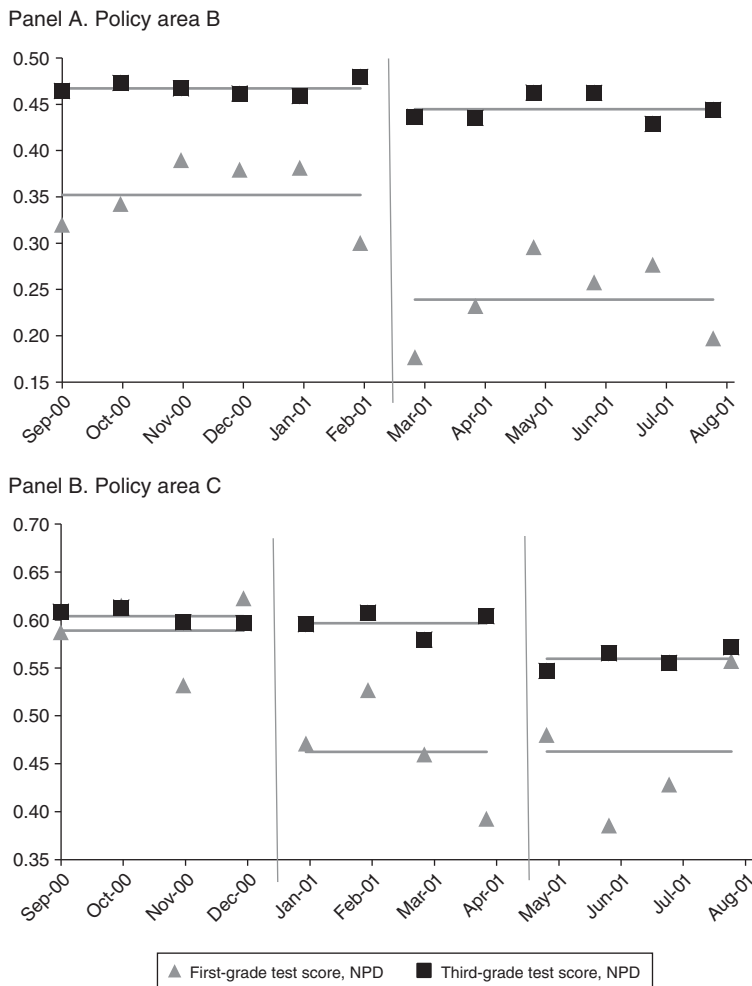 Panel A. Policy area B
0.50
0.45
0.40
0.35
0.30
0.25
0.20
0.15
Sep-00
Oct-00
Nov-00
Dec-00
Jan-01
Feb-01
Mar-01
Apr-01
May-01
Jun-01
Jul-01
Aug-01
Panel B. Policy area C
0.70
0.65
0.60
0.55
0.50
0.45
0.40
0.35
Sep-00
Oct-00
Nov-00
Dec-00
Jan-01
Feb-01
Mar-01
Apr-01
May-01
Jun-01
Jul-01
Aug-01
First-grade test score, NPD
Third-grade test score, NPD